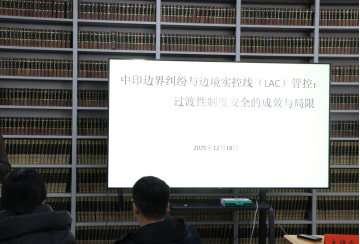 中印边界纠纷与边境实控线（LAC）管控：
过渡性制度安全的成效与局限
2025年12月18日